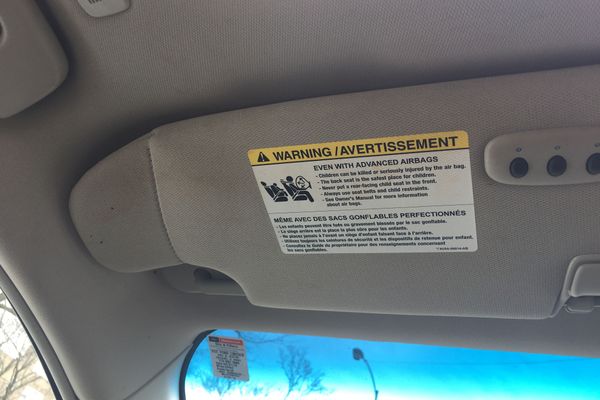 WARNING / AVERTISSEMENT
EVEN WITH ADVANCED AIRBAGS
- Children can be killed or seriously injured by the air bag.
- The back seat is the safest place for children.
- Never put a rear-facing child seat in the front.
- Always use seat belts and child restraints.
- See Owner's Manual for more information
about air bags.
MÊME AVEC DES SACS GONFLABLES PERFECTIONNÉS
- Les enfants peuvent être tués ou gravement blessés par le sac gonflable.
- Le siège arrière est la place la plus sûre pour les enfants.
- Ne placez jamais à l'avant un siège d'enfant faisant face à l'arrière.
- Utilisez toujours les ceintures de sécurité et les dispositifs de retenue pour enfant.
- Consultez le Guide du propriétaire pour des renseignements concernant
les sacs gonflables.